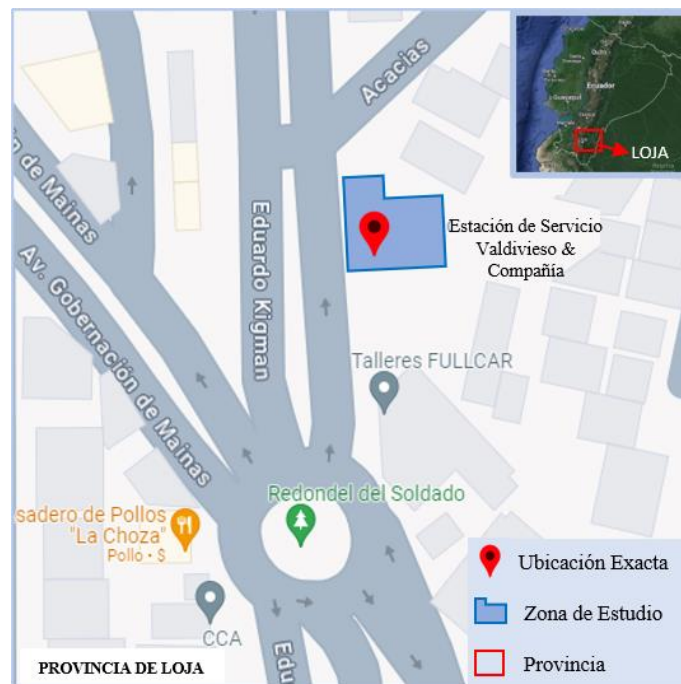 Acacias
Ecuador
LOJA
ón de Mainas
Eduardo Kigman
Av. Gobernación de Mainas
Estación de Servicio
Valdivieso &
Compañía
Talleres FULLCAR
Redondel del Soldado
sadero de Pollos
"La Choza"
Pollo · $
CCA
Edu
Ubicación Exacta
Zona de Estudio
Provincia
PROVINCIA DE LOJA